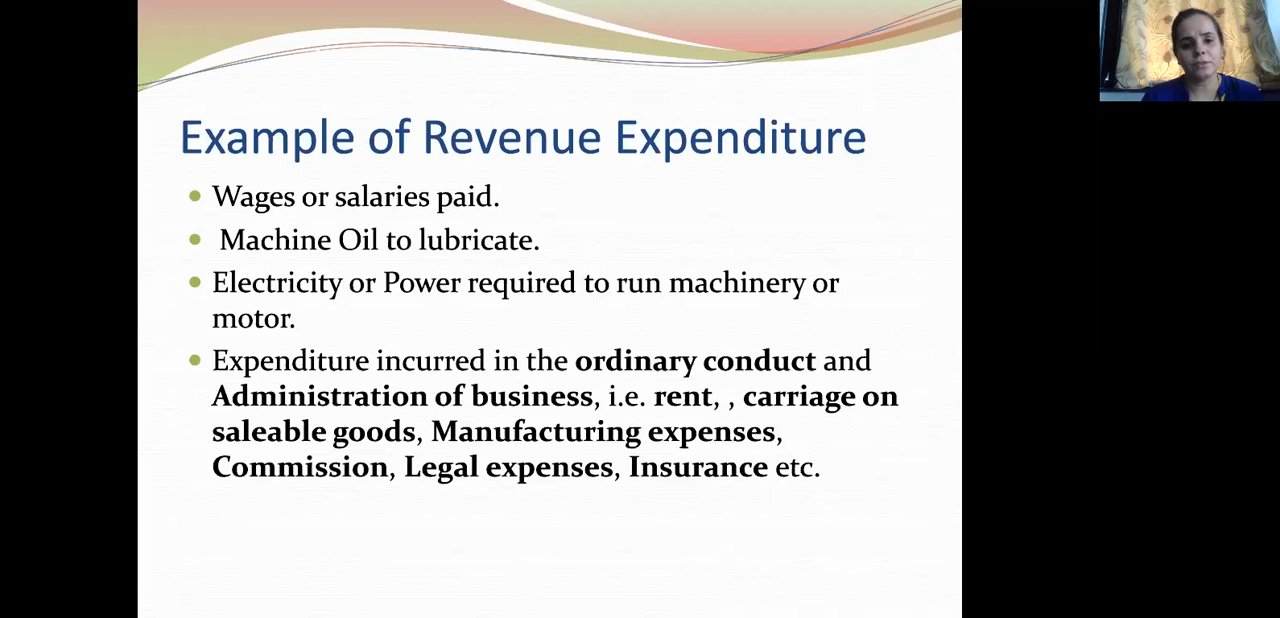 Example of Revenue Expenditure
Wages or salaries paid.
Machine Oil to lubricate.
Electricity or Power required to run machinery or
motor.
Expenditure incurred in the ordinary conduct and
Administration of business, i.e. rent, , carriage on
saleable goods, Manufacturing expenses,
Commission, Legal expenses, Insurance etc.